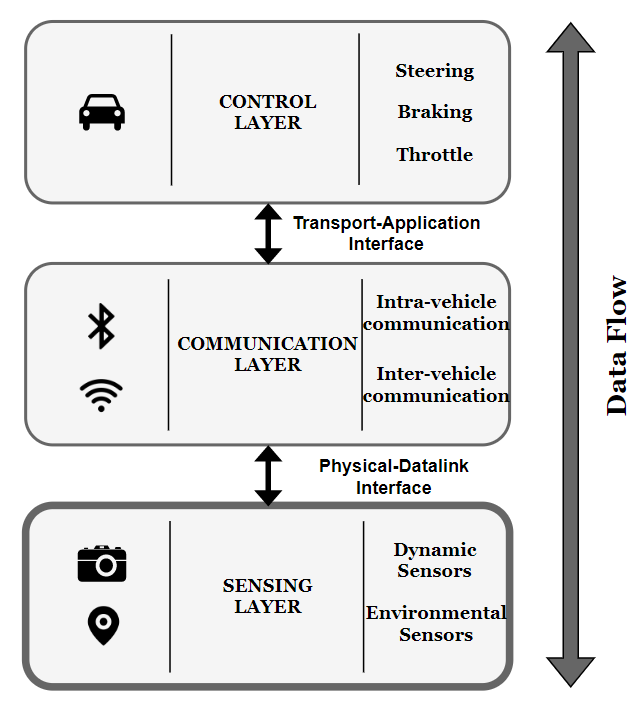 CONTROL
LAYER
Steering
Braking
Throttle
Transport-Application
Interface
COMMUNICATION
LAYER
Intra-vehicle
communication
Inter-vehicle
communication
Physical-Datalink
Interface
SENSING
LAYER
Dynamic
Sensors
Environmental
Sensors
Data Flow